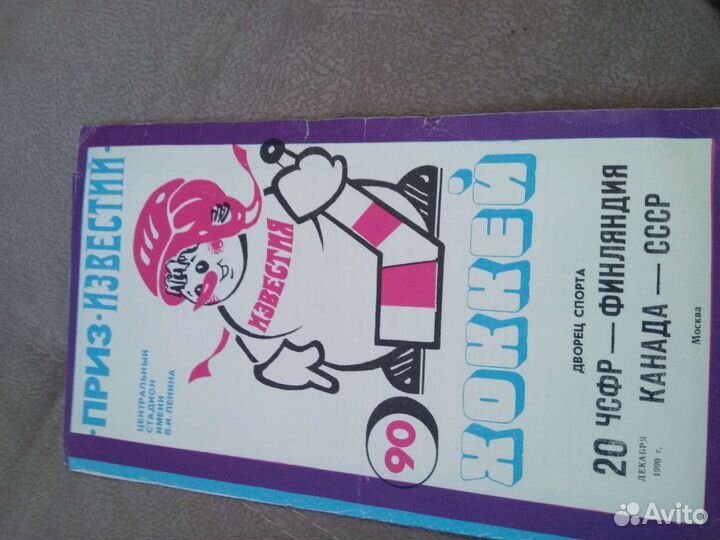 • ПРИЗ • ИЗВЕСТИЙ •
ЦЕНТРАЛЬНЫЙ
СТАДИОН
ИМЕНИ
В.И.ЛЕНИНА
ИЗВЕСТИЯ
90
ХОККЕЙ
ДВОРЕЦ СПОРТА
20 ЧСФР — ФИНЛЯНДИЯ
ДЕКАБРЯ
1990 г.
КАНАДА — СССР
Москва
Avito